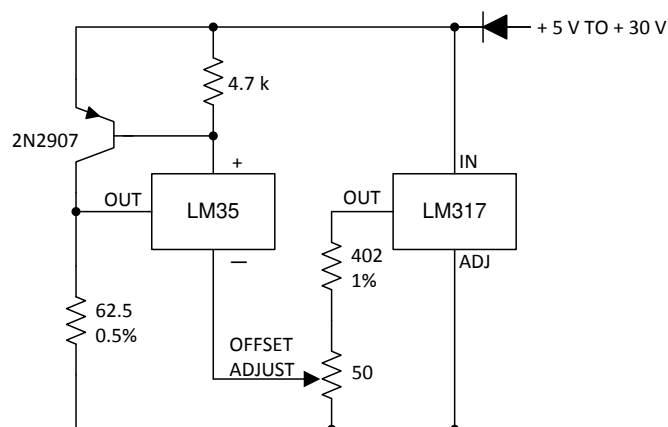 + 5 V TO + 30 V
4.7 k
2N2907
+
IN
OUT
LM35
OUT
LM317
—
402
1%
ADJ
62.5
0.5%
OFFSET
ADJUST
50